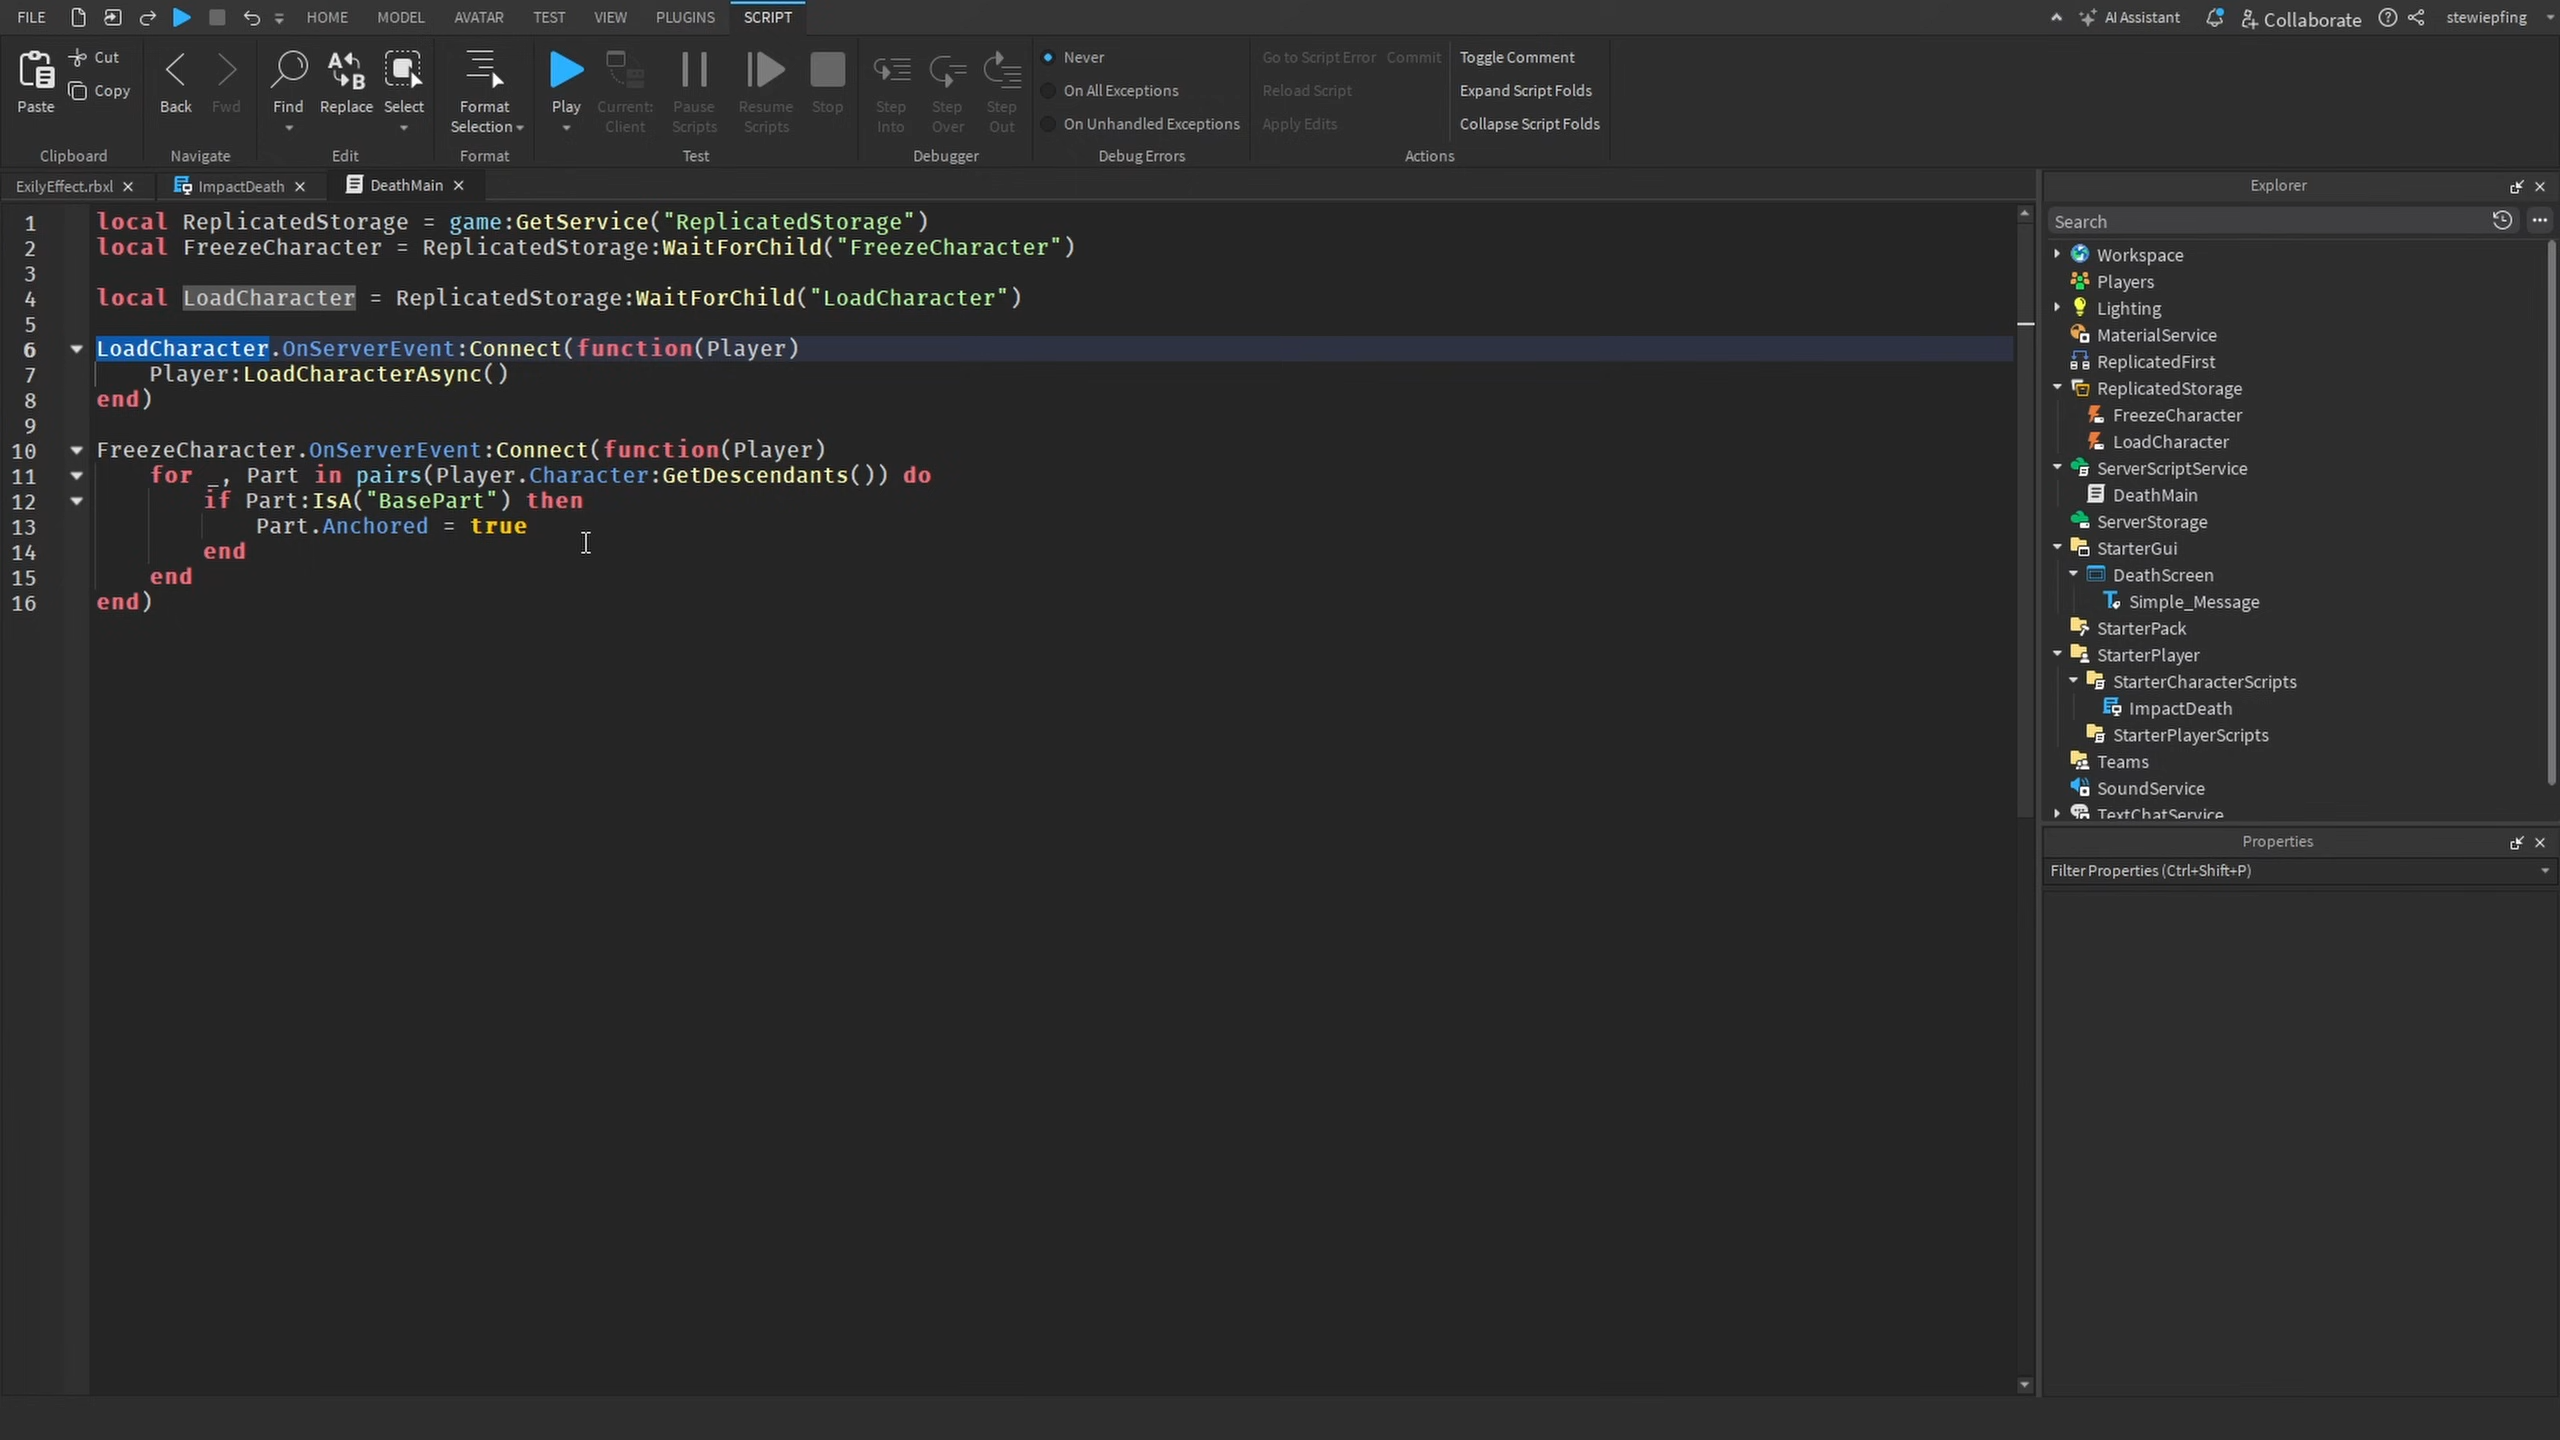 FILE HOME MODEL AVATAR TEST VIEW PLUGINS SCRIPT AI Assistant Collaborate stewiepfing
Paste Cut Copy Back Fwd Find Replace Select Format Selection Play Current: Client Pause Scripts Resume Scripts Stop Step Into Step Over Step Out Never On All Exceptions On Unhandled Exceptions Go to Script Error Commit Reload Script Apply Edits Toggle Comment Expand Script Folds Collapse Script Folds
Clipboard Navigate Edit Format Test Debugger Debug Errors Actions
ExilyEffect.rbxl ImpactDeath DeathMain
1 local ReplicatedStorage = game:GetService("ReplicatedStorage")
2 local FreezeCharacter = ReplicatedStorage:WaitForChild("FreezeCharacter")
3
4 local LoadCharacter = ReplicatedStorage:WaitForChild("LoadCharacter")
5
6 LoadCharacter.OnServerEvent:Connect(function(Player)
7 Player:LoadCharacterAsync()
8 end)
9
10 FreezeCharacter.OnServerEvent:Connect(function(Player)
11 for _, Part in pairs(Player.Character:GetDescendants()) do
12 if Part:IsA("BasePart") then
13 Part.Anchored = true
14 end
15 end
16 end)
Explorer
Search
Workspace
Players
Lighting
MaterialService
ReplicatedFirst
ReplicatedStorage
FreezeCharacter
LoadCharacter
ServerScriptService
DeathMain
ServerStorage
StarterGui
DeathScreen
Simple_Message
StarterPack
StarterPlayer
StarterCharacterScripts
ImpactDeath
StarterPlayerScripts
Teams
SoundService
TextChatService
Properties
Filter Properties (Ctrl+Shift+P)